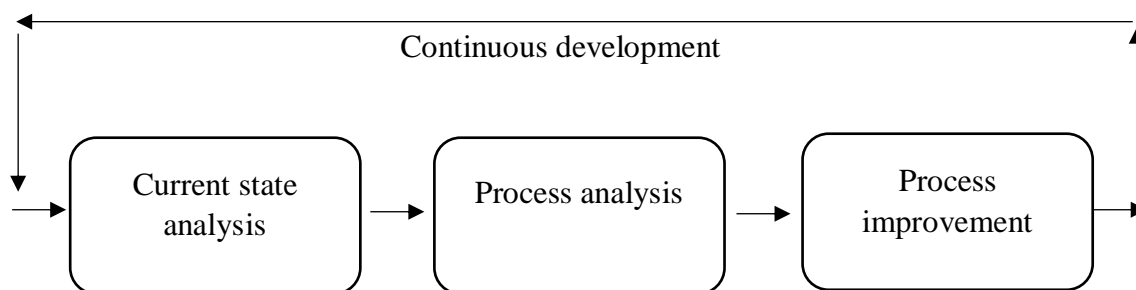 Continuous development
Current state
analysis
Process analysis
Process
improvement